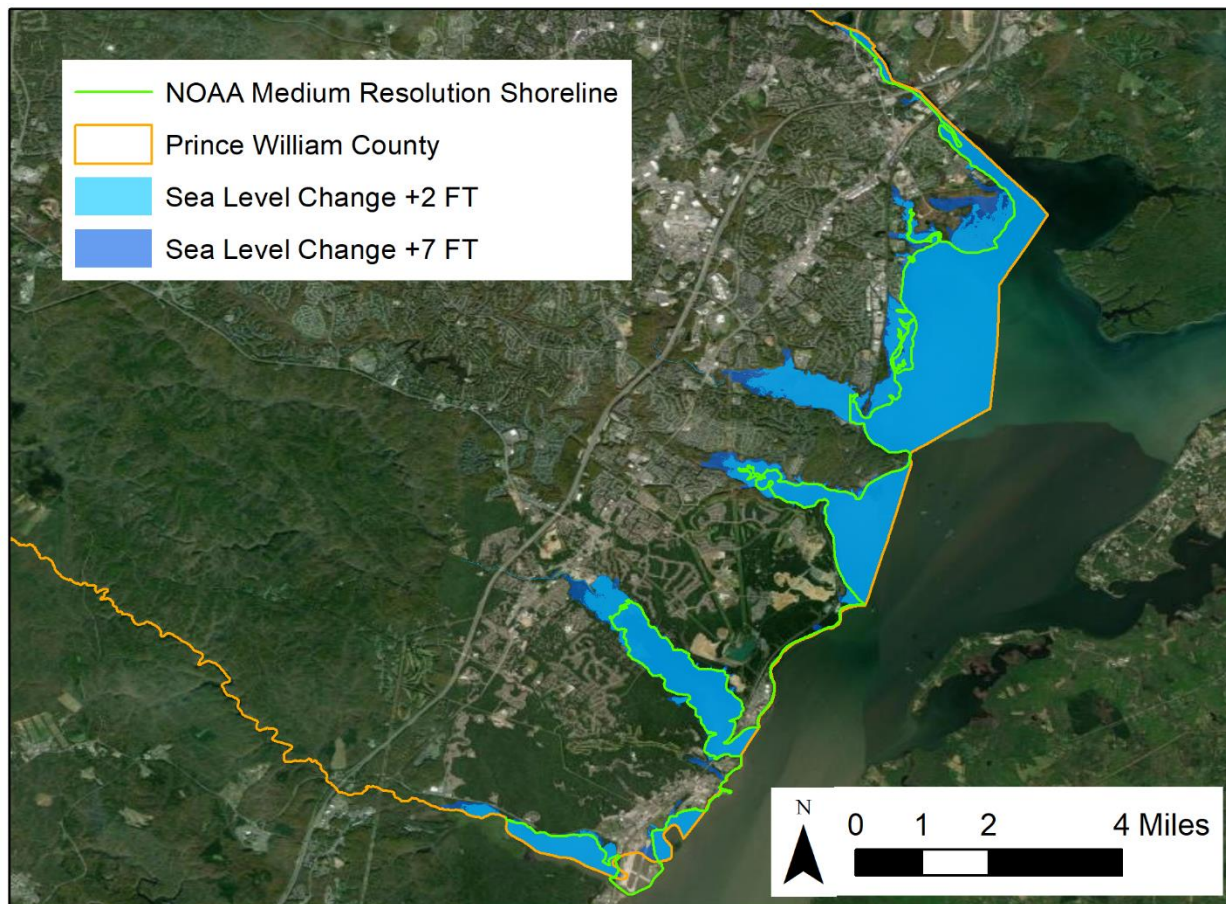 NOAA Medium Resolution Shoreline
Prince William County
Sea Level Change +2 FT
Sea Level Change +7 FT
N
0 1 2 4 Miles